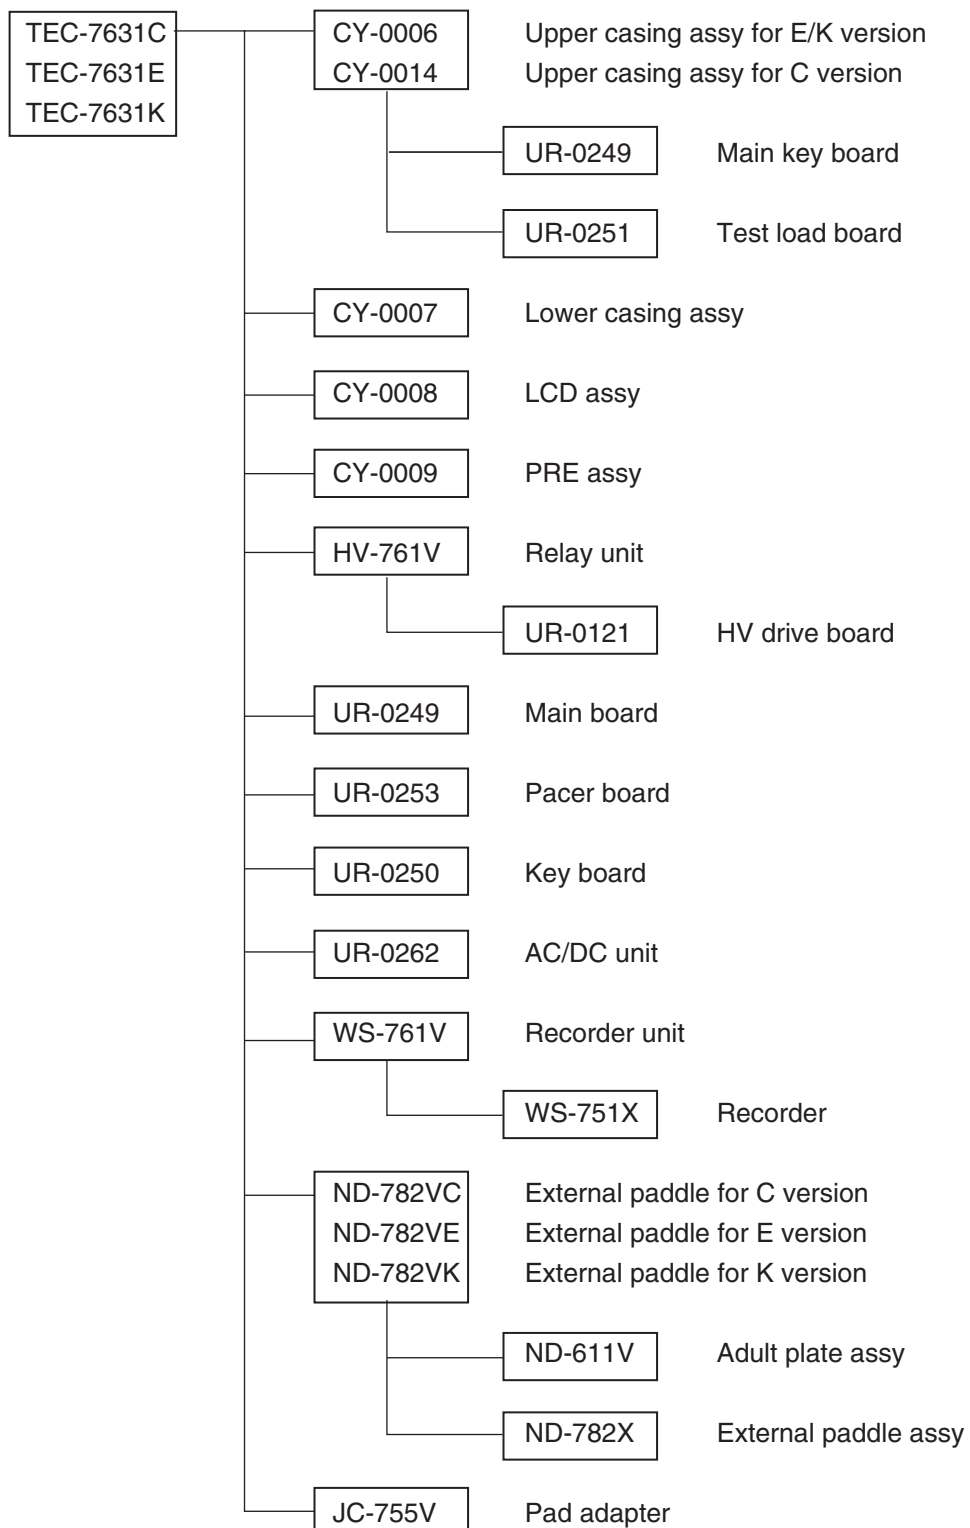 TEC-7631C
TEC-7631E
TEC-7631K
CY-0006 Upper casing assy for E/K version
CY-0014 Upper casing assy for C version
UR-0249 Main key board
UR-0251 Test load board
CY-0007 Lower casing assy
CY-0008 LCD assy
CY-0009 PRE assy
HV-761V Relay unit
UR-0121 HV drive board
UR-0249 Main board
UR-0253 Pacer board
UR-0250 Key board
UR-0262 AC/DC unit
WS-761V Recorder unit
WS-751X Recorder
ND-782VC External paddle for C version
ND-782VE External paddle for E version
ND-782VK External paddle for K version
ND-611V Adult plate assy
ND-782X External paddle assy
JC-755V Pad adapter